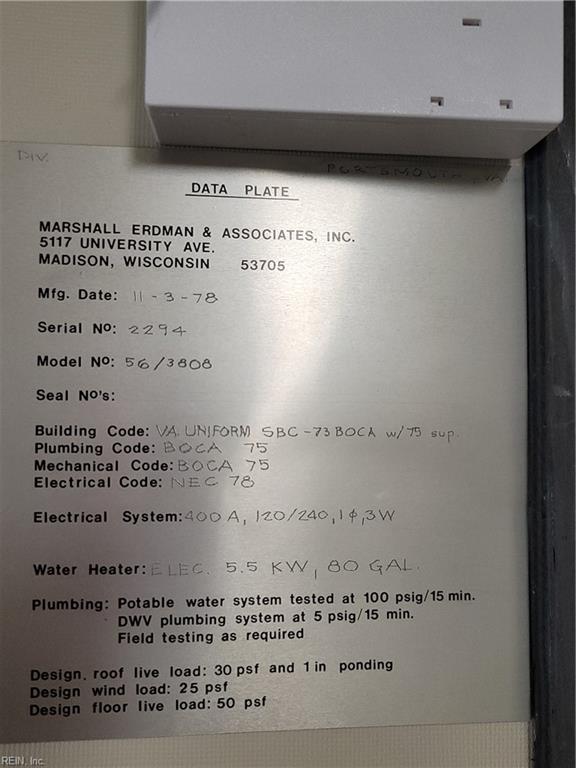 DIV.
PORTSMOUTH, VA.
DATA PLATE
MARSHALL ERDMAN & ASSOCIATES, INC.
5117 UNIVERSITY AVE.
MADISON, WISCONSIN 53705
Mfg. Date: 11-3-78
Serial No: 2294
Model No: 56/3808
Seal No's:
Building Code: VA. UNIFORM SBC-73 BOCA w/75 sup.
Plumbing Code: BOCA 75
Mechanical Code: BOCA 75
Electrical Code: NEC 78
Electrical System: 400 A, 120/240, 1 ϕ, 3W
Water Heater: ELEC. 5.5 KW, 80 GAL.
Plumbing: Potable water system tested at 100 psig/15 min.
DWV plumbing system at 5 psig/15 min.
Field testing as required
Design. roof live load: 30 psf and 1 in ponding
Design wind load: 25 psf
Design floor live load: 50 psf
REIN, Inc.